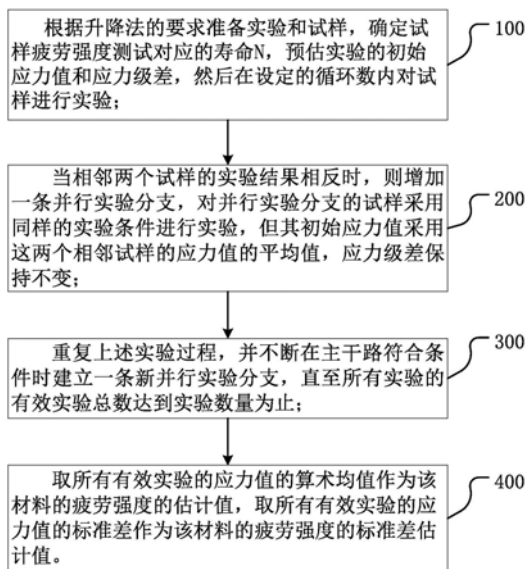 根据升降法的要求准备实验和试样，确定试
样疲劳强度测试对应的寿命N，预估实验的初始
应力值和应力级差，然后在设定的循环数内对试
样进行实验；
100
当相邻两个试样的实验结果相反时，则增加
一条并行实验分支，对并行实验分支的试样采用
同样的实验条件进行实验，但其初始应力值采用
这两个相邻试样的应力值的平均值，应力级差保
持不变；
200
重复上述实验过程，并不断在主干路符合条
件时建立一条新并行实验分支，直至所有实验的
有效实验总数达到实验数量为止；
300
取所有有效实验的应力值的算术均值作为该
材料的疲劳强度的估计值，取所有有效实验的应
力值的标准差作为该材料的疲劳强度的标准差估
计值。
400